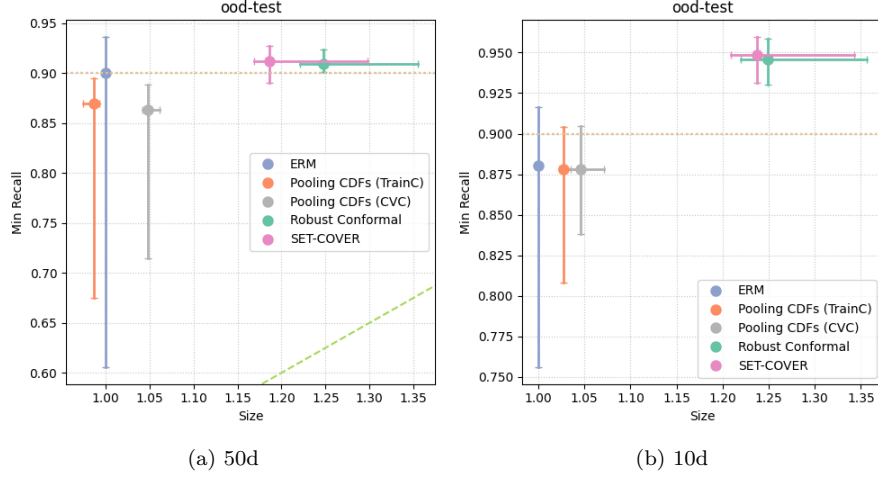 ood-test
0.95
0.90
0.85
0.80
0.75
0.70
0.65
0.60
Min Recall
ERM
Pooling CDFs (TrainC)
Pooling CDFs (CVC)
Robust Conformal
SET-COVER
1.00 1.05 1.10 1.15 1.20 1.25 1.30 1.35
Size
(a) 50d
ood-test
0.950
0.925
0.900
0.875
0.850
0.825
0.800
0.775
0.750
Min Recall
ERM
Pooling CDFs (TrainC)
Pooling CDFs (CVC)
Robust Conformal
SET-COVER
1.00 1.05 1.10 1.15 1.20 1.25 1.30 1.35
Size
(b) 10d